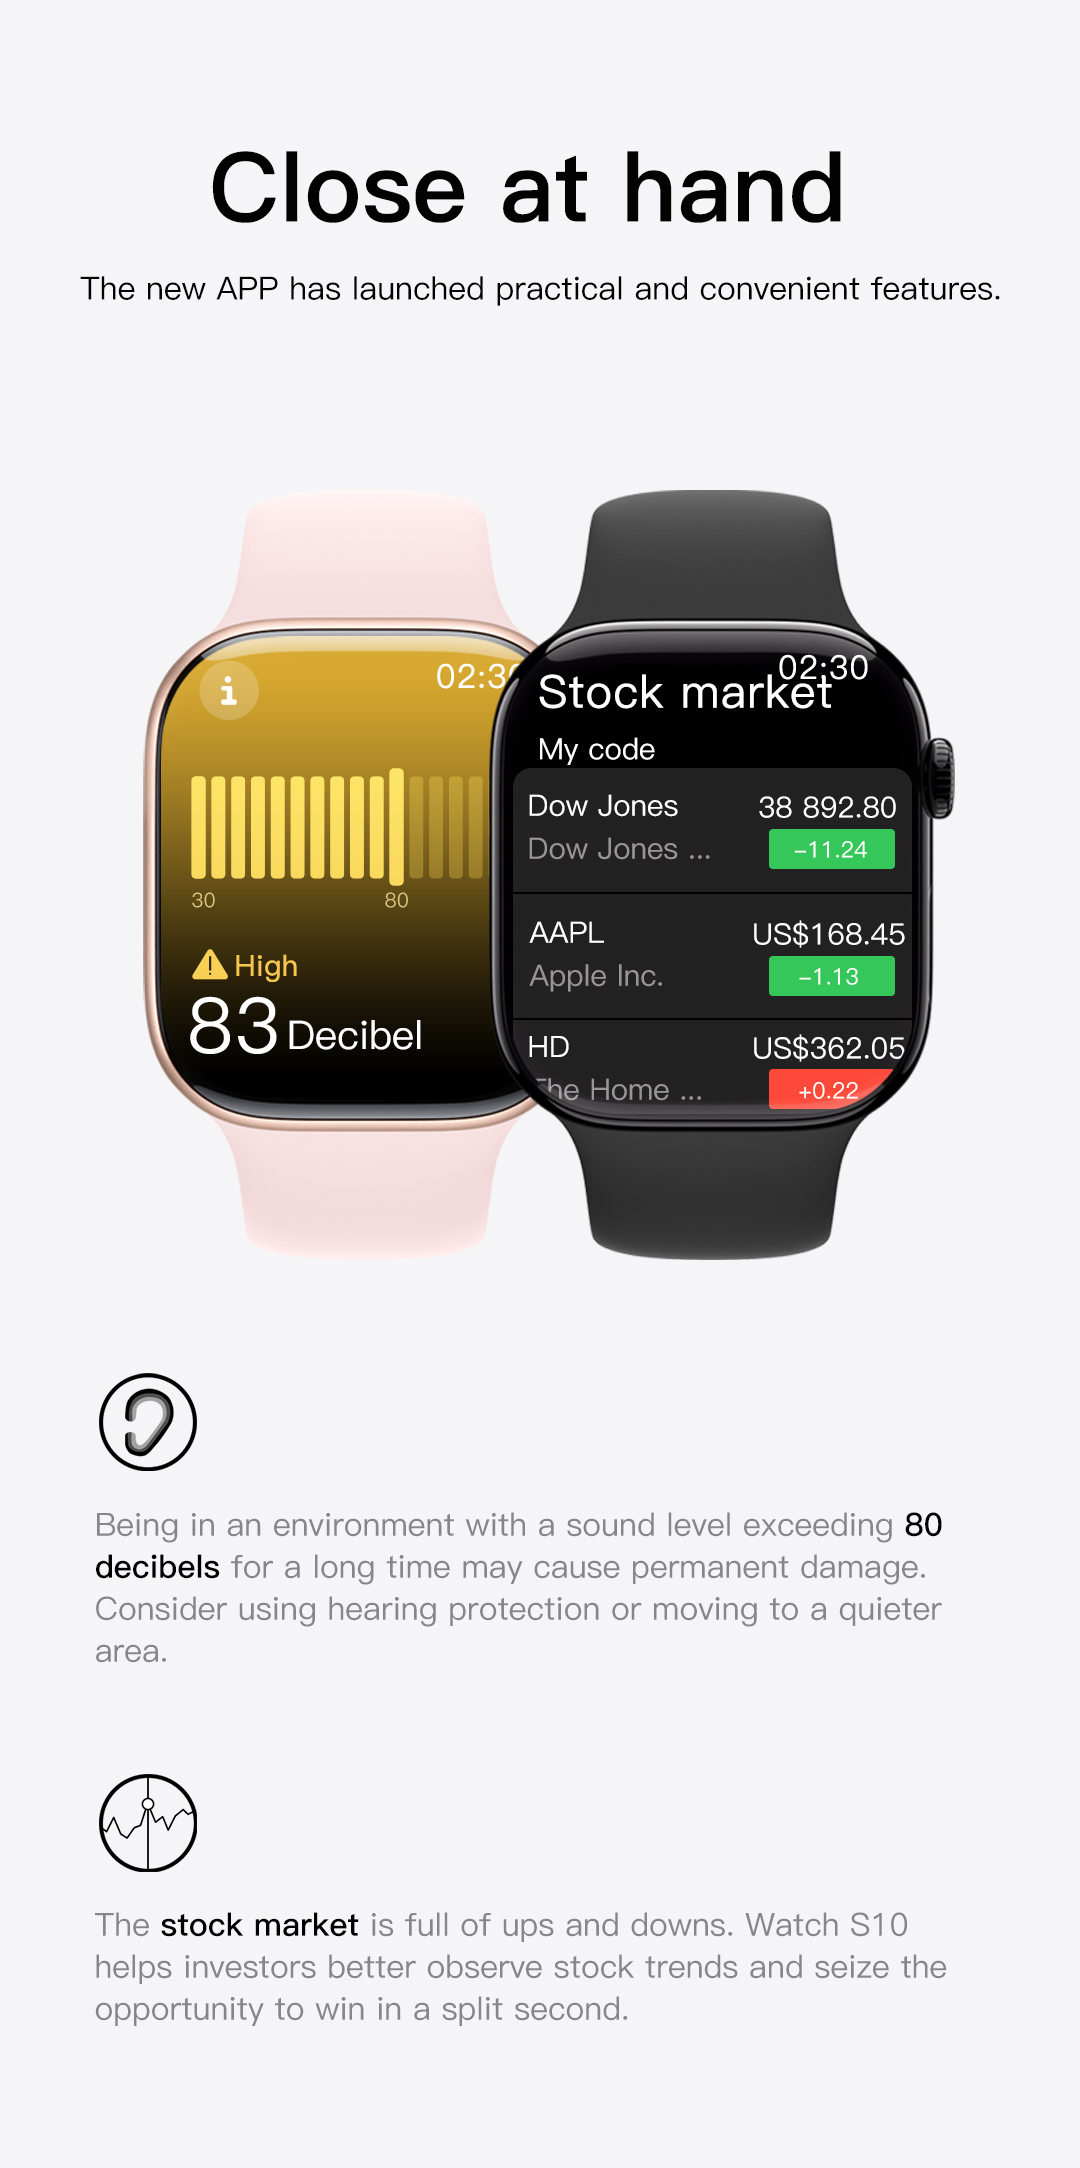 Close at hand
The new APP has launched practical and convenient features.
02:30
30 80
High
83 Decibel
02:30
Stock market
My code
Dow Jones 38 892.80
Dow Jones ... -11.24
AAPL US$168.45
Apple Inc. -1.13
HD US$362.05
The Home ... +0.22
Being in an environment with a sound level exceeding 80
decibels for a long time may cause permanent damage.
Consider using hearing protection or moving to a quieter
area.
The stock market is full of ups and downs. Watch S10
helps investors better observe stock trends and seize the
opportunity to win in a split second.